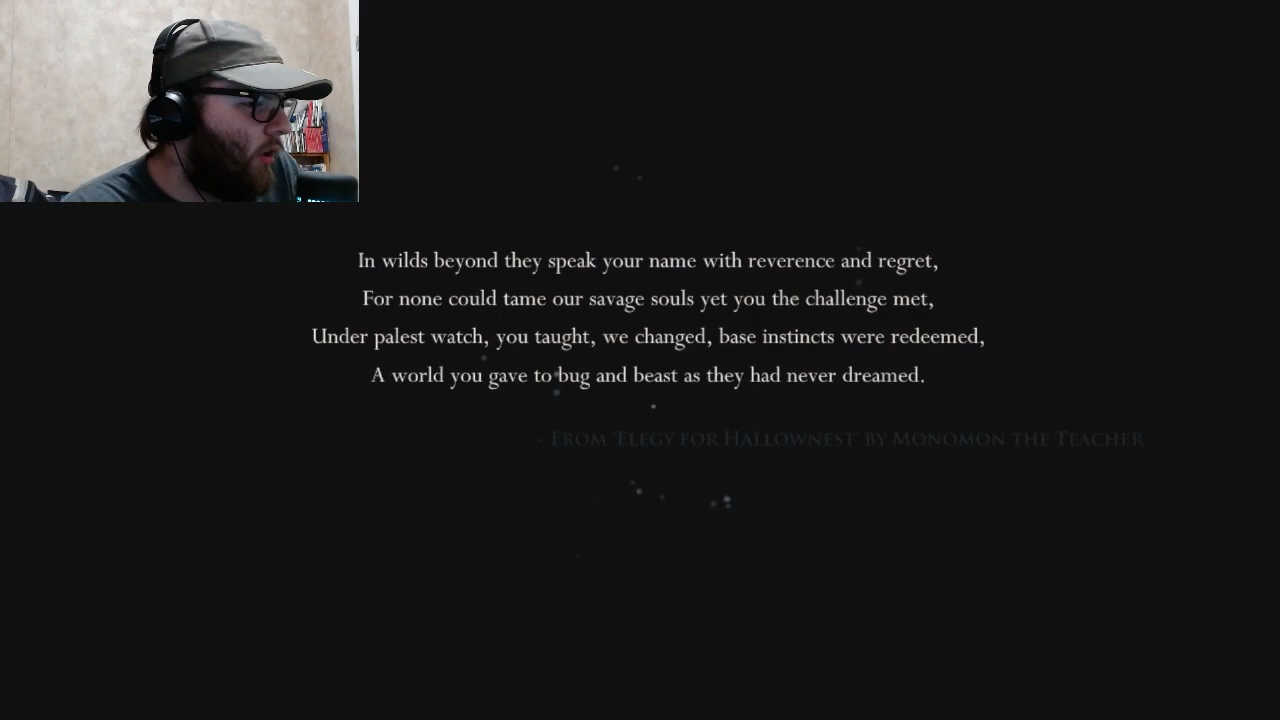 In wilds beyond they speak your name with reverence and regret,
For none could tame our savage souls yet you the challenge met,
Under palest watch, you taught, we changed, base instincts were redeemed,
A world you gave to bug and beast as they had never dreamed.
- From 'Elegy for Hallownest' by Monomon the Teacher